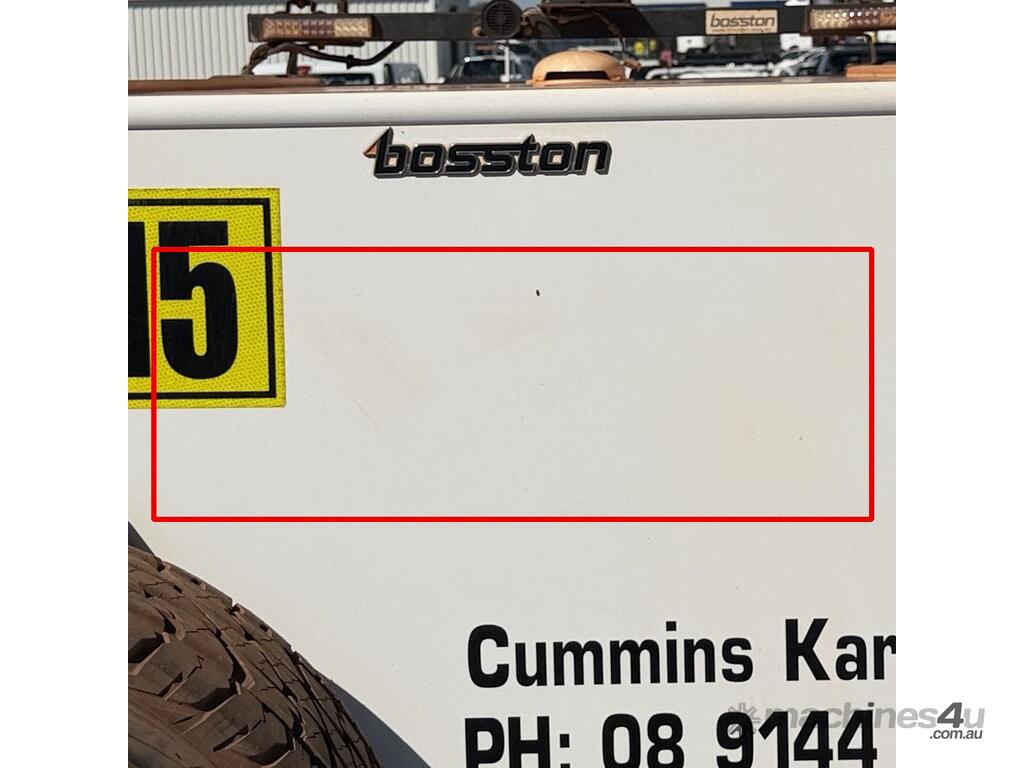 bosston
bosston
15
Cummins Kar
PH: 08 9144
machines4u
.com.au